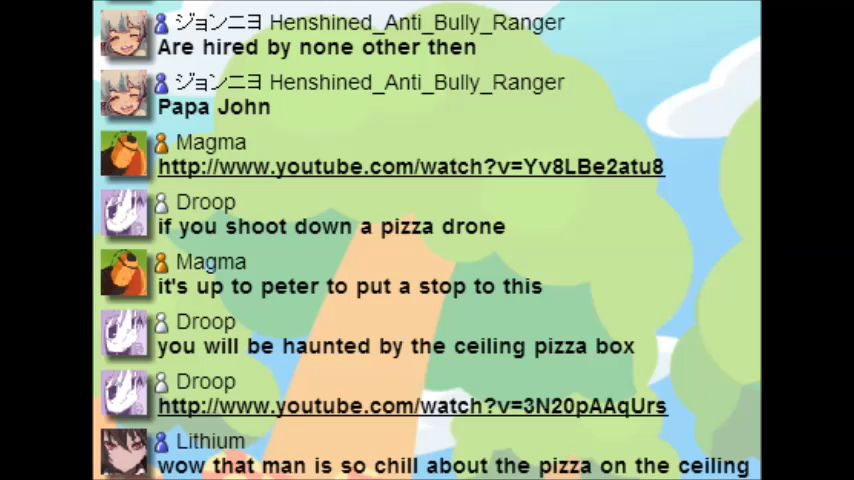 ジョンニヨ Henshined_Anti_Bully_Ranger
Are hired by none other then
ジョンニヨ Henshined_Anti_Bully_Ranger
Papa John
Magma
http://www.youtube.com/watch?v=Yv8LBe2atu8
Droop
if you shoot down a pizza drone
Magma
it's up to peter to put a stop to this
Droop
you will be haunted by the ceiling pizza box
Droop
http://www.youtube.com/watch?v=3N20pAAqUrs
Lithium
wow that man is so chill about the pizza on the ceiling